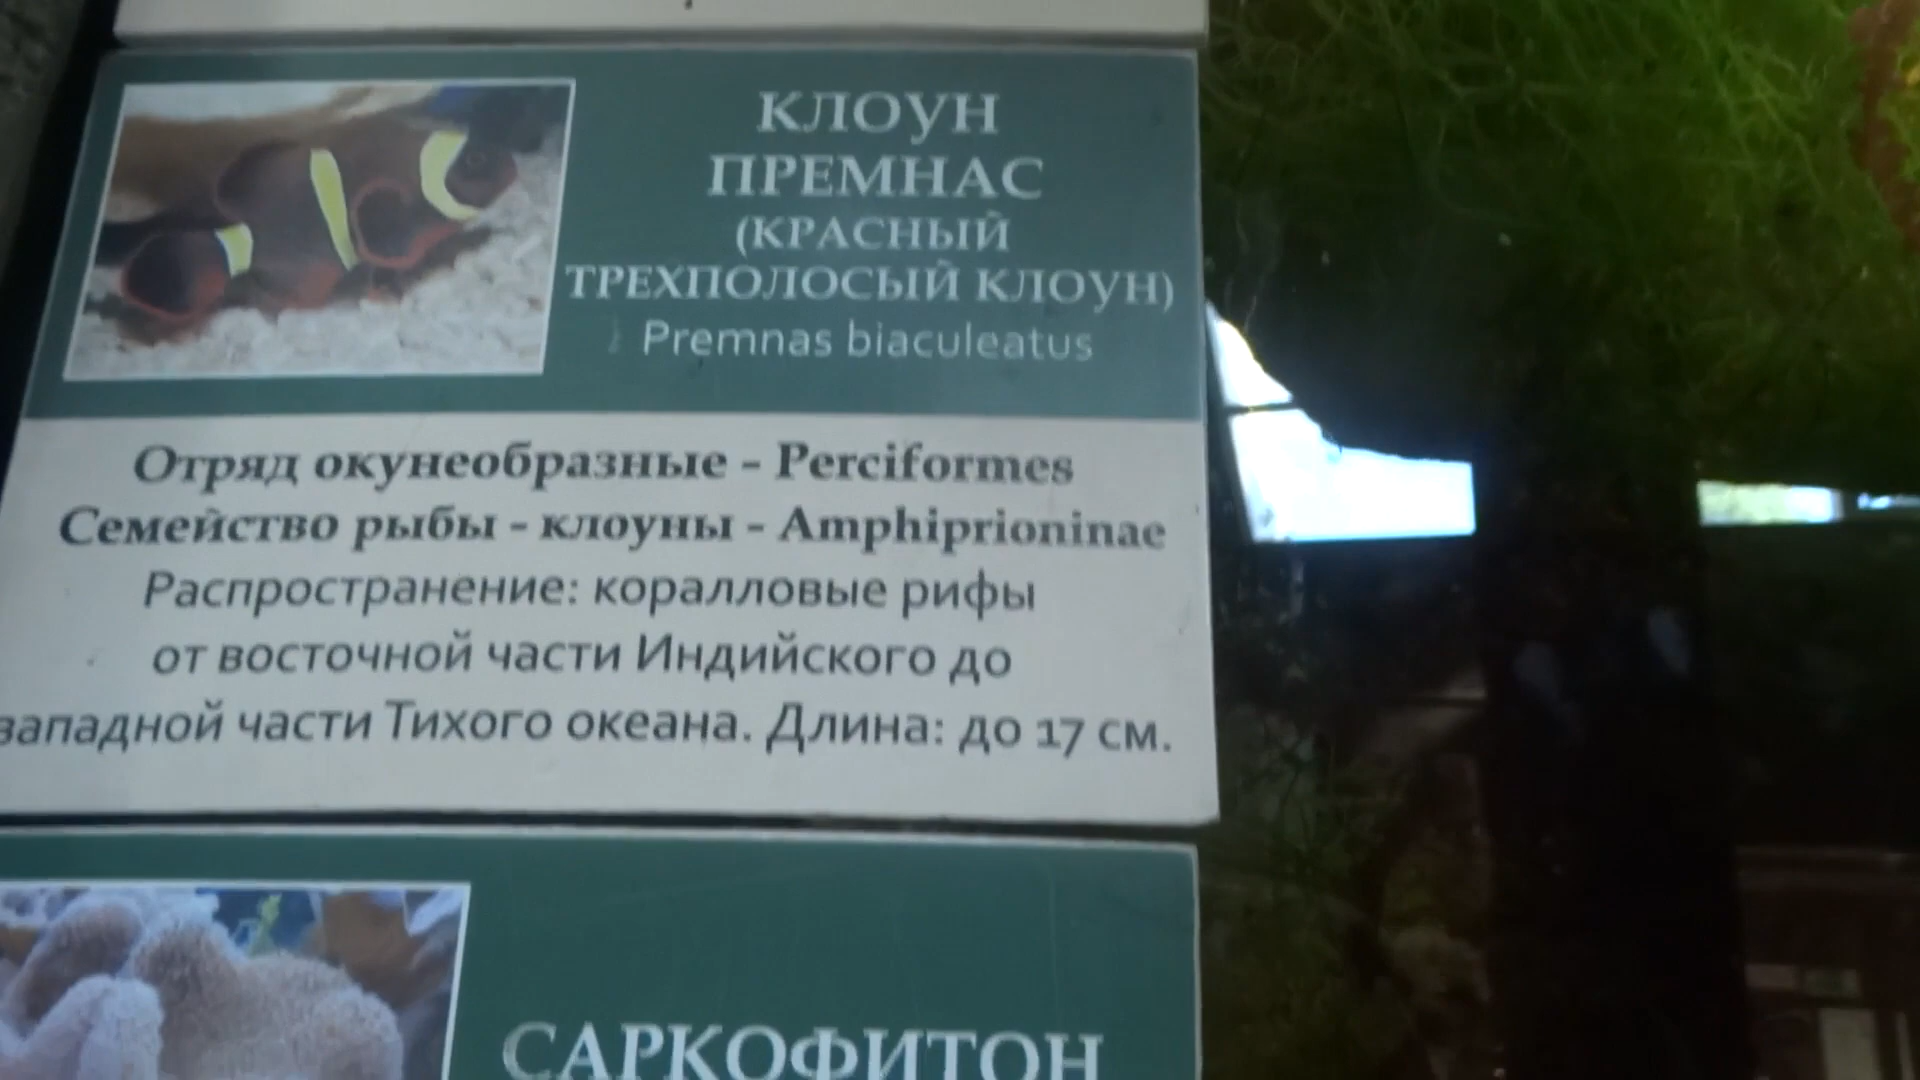 КЛОУН
ПРЕМНАС
(КРАСНЫЙ
ТРЕХПОЛОСЫЙ КЛОУН)
Premnas biaculeatus
Отряд окунеобразные - Perciformes
Семейство рыбы - клоуны - Amphiprioninae
Распространение: коралловые рифы
от восточной части Индийского до
западной части Тихого океана. Длина: до 17 см.
САРКОФИТОН